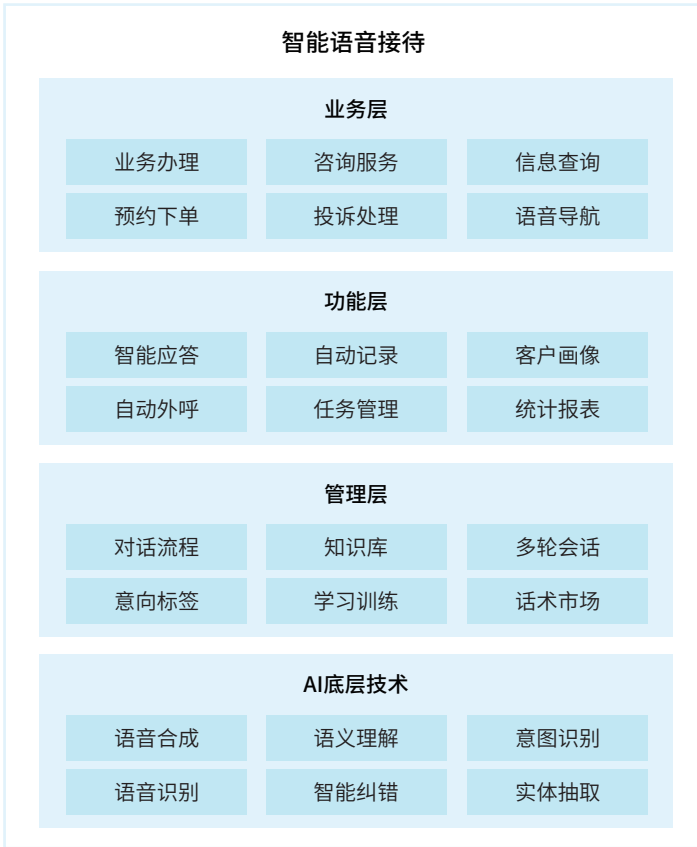 智能语音接待
业务层
业务办理 咨询服务 信息查询
预约下单 投诉处理 语音导航
功能层
智能应答 自动记录 客户画像
自动外呼 任务管理 统计报表
管理层
对话流程 知识库 多轮会话
意向标签 学习训练 话术市场
AI底层技术
语音合成 语义理解 意图识别
语音识别 智能纠错 实体抽取